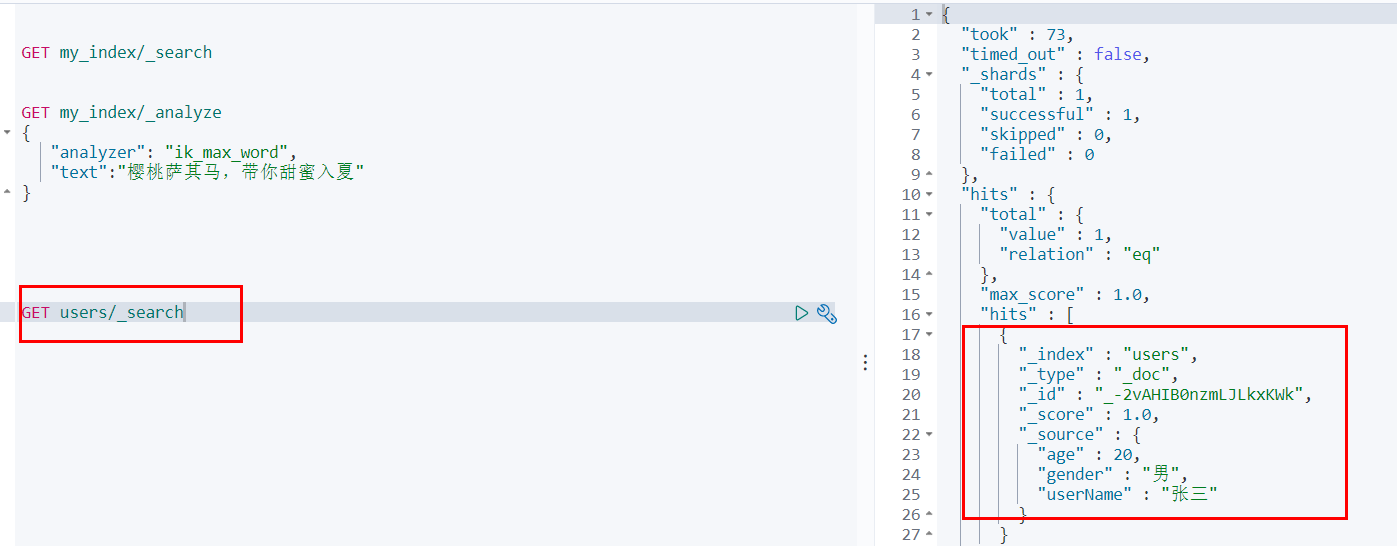 GET my_index/_search
GET my_index/_analyze
{
"analyzer": "ik_max_word",
"text":"樱桃萨其马，带你甜蜜入夏"
}
GET users/_search
1 {
2 "took" : 73,
3 "timed_out" : false,
4 "_shards" : {
5 "total" : 1,
6 "successful" : 1,
7 "skipped" : 0,
8 "failed" : 0
9 },
10 "hits" : {
11 "total" : {
12 "value" : 1,
13 "relation" : "eq"
14 },
15 "max_score" : 1.0,
16 "hits" : [
17 {
18 "_index" : "users",
19 "_type" : "_doc",
20 "_id" : "_-2vAHIB0nzmLJLkxKWk",
21 "_score" : 1.0,
22 "_source" : {
23 "age" : 20,
24 "gender" : "男",
25 "userName" : "张三"
26 }
27 }